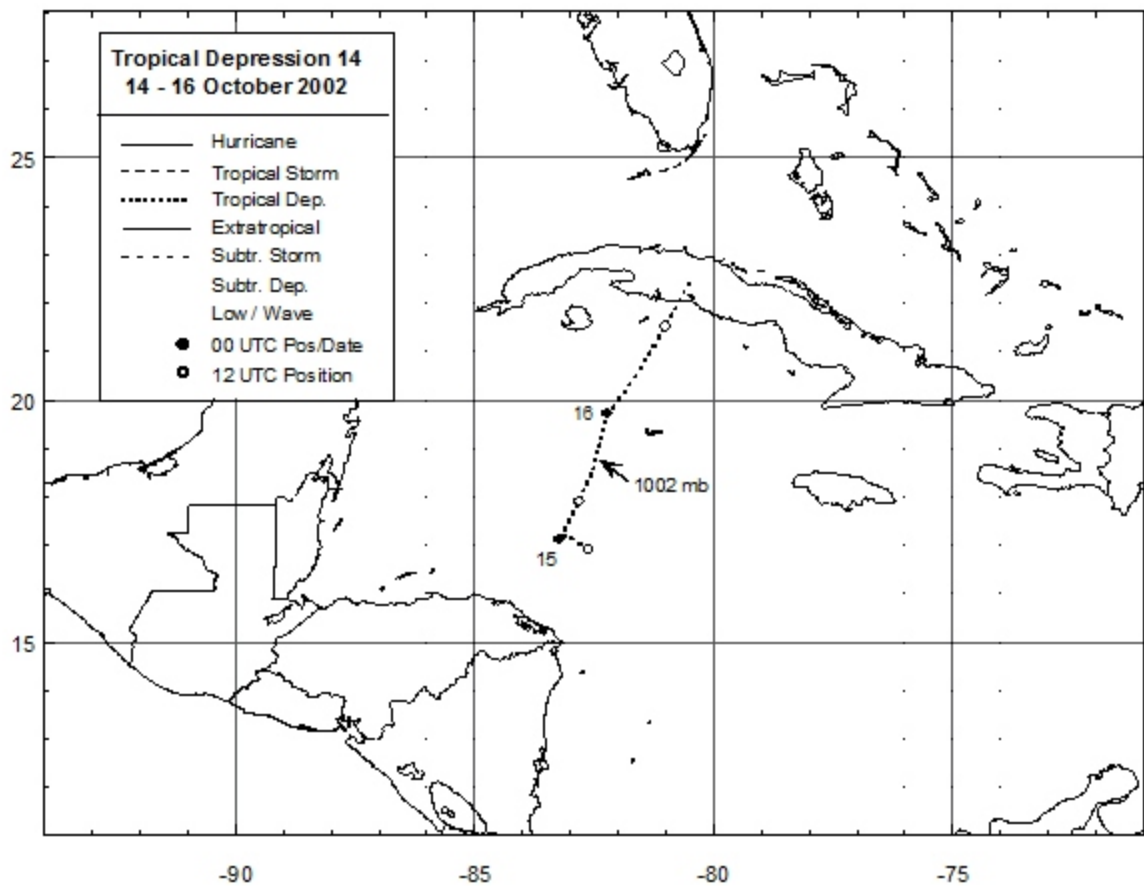 Tropical Depression 14
14 - 16 October 2002
Hurricane
Tropical Storm
Tropical Dep.
Extratropical
Subtr. Storm
Subtr. Dep.
Low / Wave
00 UTC Pos/Date
12 UTC Position
25
20
16
1002 mb
15
15
-90
-85
-80
-75